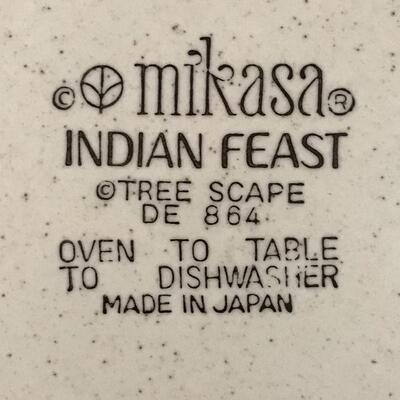 © mikasa®
INDIAN FEAST
©TREE SCAPE
DE 864
OVEN TO TABLE
TO DISHWASHER
MADE IN JAPAN